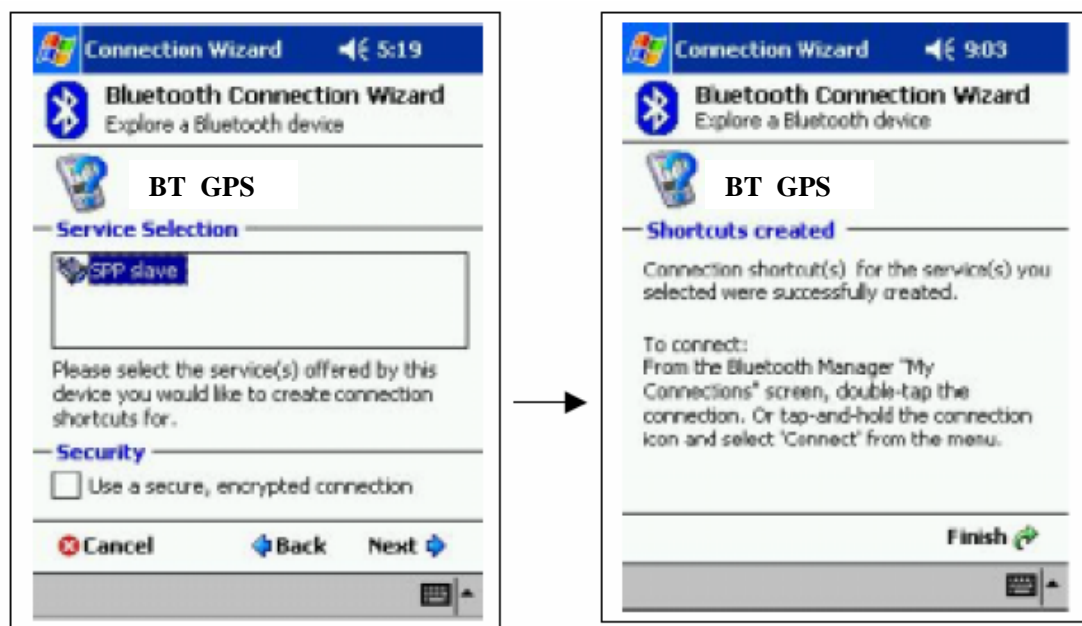 Connection Wizard 5:19
Bluetooth Connection Wizard
Explore a Bluetooth device
BT GPS
Service Selection
SPP slave
Please select the service(s) offered by this
device you would like to create connection
shortcuts for.
Security
Use a secure, encrypted connection
Cancel Back Next
Connection Wizard 9:03
Bluetooth Connection Wizard
Explore a Bluetooth device
BT GPS
Shortcuts created
Connection shortcut(s) for the service(s) you
selected were successfully created.
To connect:
From the Bluetooth Manager "My
Connections" screen, double-tap the
connection. Or tap-and-hold the connection
icon and select 'Connect' from the menu.
Finish